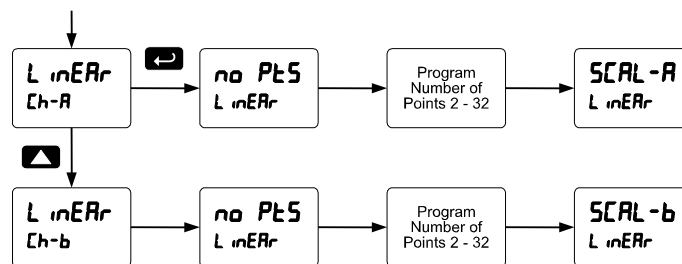 LinEAr
Ch-A
no PtS
LinEAr
Program
Number of
Points 2 - 32
SCAL-A
LinEAr
LinEAr
Ch-b
no PtS
LinEAr
Program
Number of
Points 2 - 32
SCAL-b
LinEAr